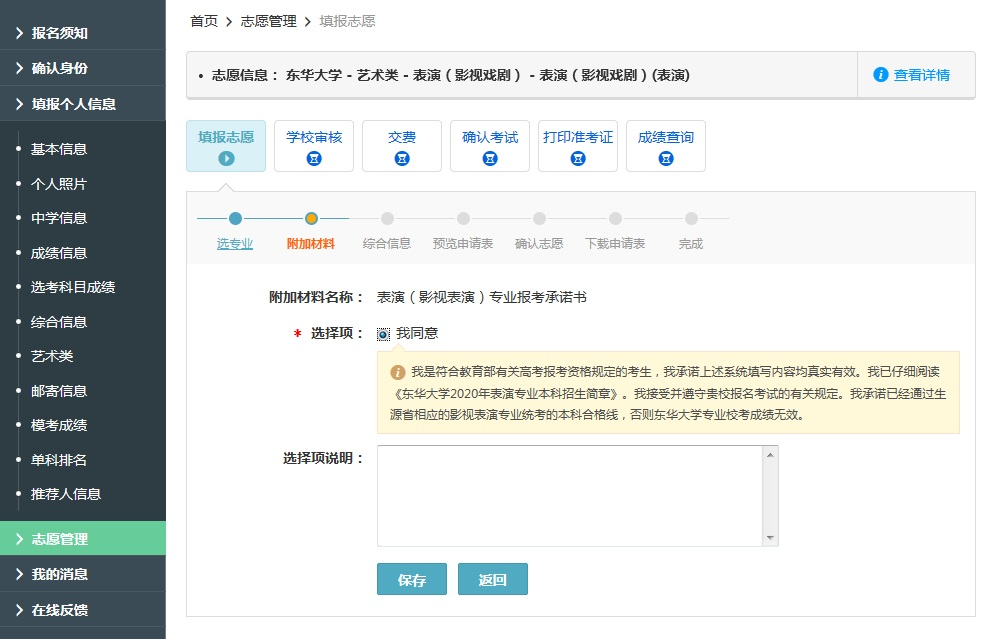 报名须知
确认身份
填报个人信息
基本信息
个人照片
中学信息
成绩信息
选考科目成绩
综合信息
艺术类
邮寄信息
模考成绩
单科排名
推荐人信息
志愿管理
我的消息
在线反馈
首页 > 志愿管理 > 填报志愿
• 志愿信息： 东华大学 - 艺术类 - 表演（影视戏剧） - 表演（影视戏剧）(表演)
查看详情
填报志愿 学校审核 交费 确认考试 打印准考证 成绩查询
选专业 附加材料 综合信息 预览申请表 确认志愿 下载申请表 完成
附加材料名称： 表演（影视表演）专业报考承诺书
* 选择项： 我同意
我是符合教育部有关高考报考资格规定的考生，我承诺上述系统填写内容均真实有效。我已仔细阅读
《东华大学2020年表演专业本科招生简章》。我接受并遵守贵校报名考试的有关规定。我承诺已经通过生
源省相应的影视表演专业统考的本科合格线，否则东华大学专业校考成绩无效。
选择项说明：
保存 返回